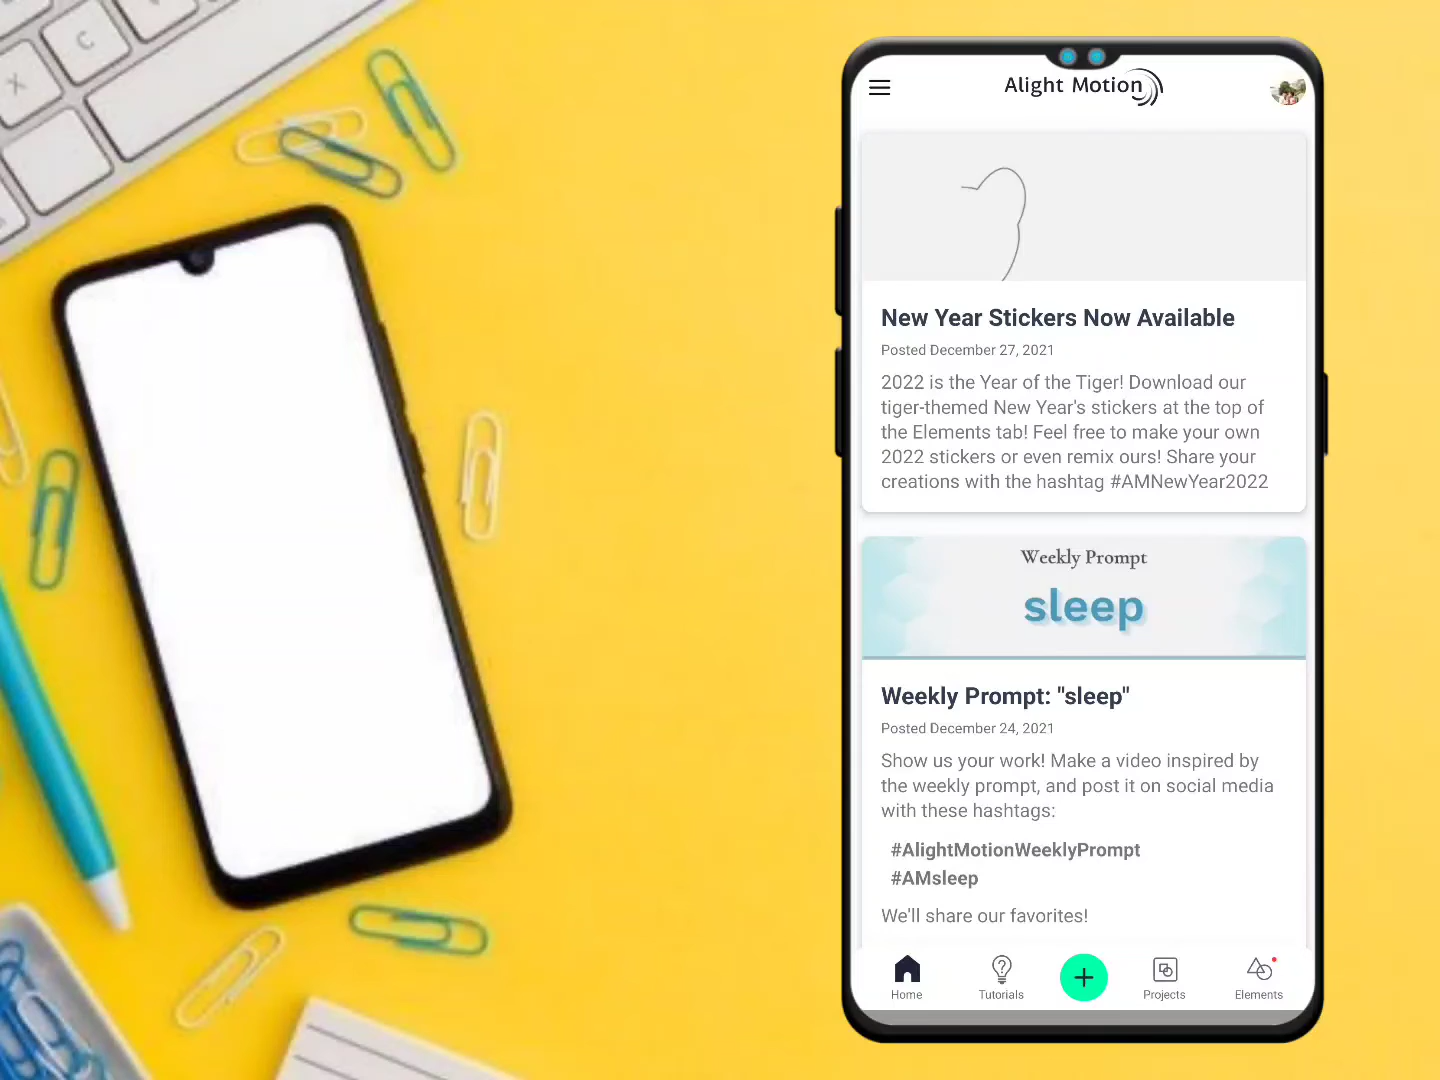 C
X
Alight Motion
New Year Stickers Now Available
Posted December 27, 2021
2022 is the Year of the Tiger! Download our
tiger-themed New Year's stickers at the top of
the Elements tab! Feel free to make your own
2022 stickers or even remix ours! Share your
creations with the hashtag #AMNewYear2022
Weekly Prompt
sleep
Weekly Prompt: "sleep"
Posted December 24, 2021
Show us your work! Make a video inspired by
the weekly prompt, and post it on social media
with these hashtags:
#AlightMotionWeeklyPrompt
#AMsleep
We'll share our favorites!
Home
Tutorials
Projects
Elements